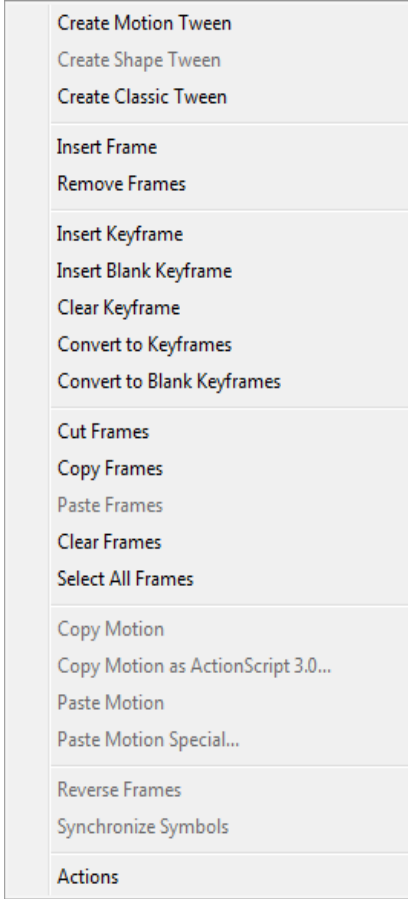 Create Motion Tween
Create Shape Tween
Create Classic Tween
Insert Frame
Remove Frames
Insert Keyframe
Insert Blank Keyframe
Clear Keyframe
Convert to Keyframes
Convert to Blank Keyframes
Cut Frames
Copy Frames
Paste Frames
Clear Frames
Select All Frames
Copy Motion
Copy Motion as ActionScript 3.0...
Paste Motion
Paste Motion Special...
Reverse Frames
Synchronize Symbols
Actions